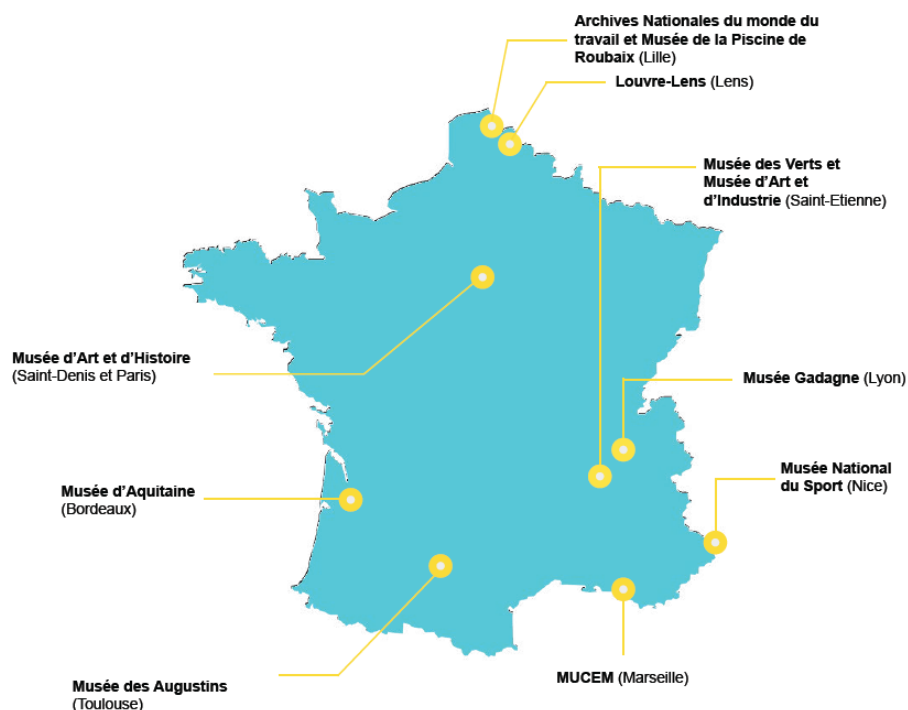 Archives Nationales du monde du
travail et Musée de la Piscine de
Roubaix (Lille)
Louvre-Lens (Lens)
Musée des Verts et
Musée d'Art et
d'Industrie (Saint-Etienne)
Musée d'Art et d'Histoire
(Saint-Denis et Paris)
Musée Gadagne (Lyon)
Musée National
du Sport (Nice)
Musée d'Aquitaine
(Bordeaux)
MUCEM (Marseille)
Musée des Augustins
(Toulouse)